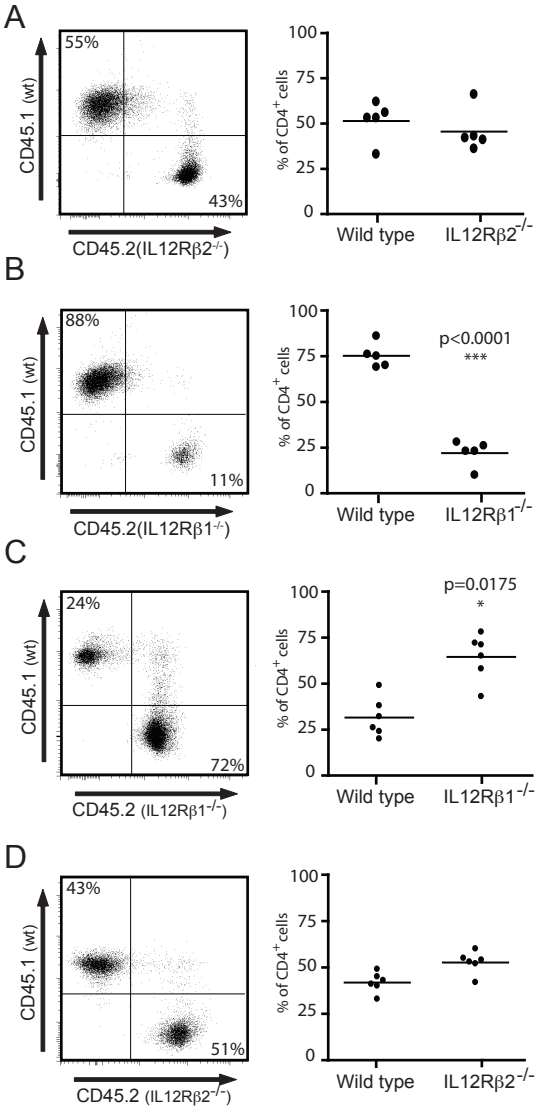 A
55%
43%
CD45.1 (wt)
CD45.2(IL12Rβ2-/-)
100
75
50
25
0
% of CD4+ cells
Wild type
IL12Rβ2-/-
B
88%
11%
CD45.1 (wt)
CD45.2(IL12Rβ1-/-)
100
75
50
25
0
% of CD4+ cells
p<0.0001
***
Wild type
IL12Rβ1-/-
C
24%
72%
CD45.1 (wt)
CD45.2 (IL12Rβ1-/-)
100
75
50
25
0
% of CD4+ cells
p=0.0175
*
Wild type
IL12Rβ1-/-
D
43%
51%
CD45.1 (wt)
CD45.2 (IL12Rβ2-/-)
100
75
50
25
0
% of CD4+ cells
Wild type
IL12Rβ2-/-